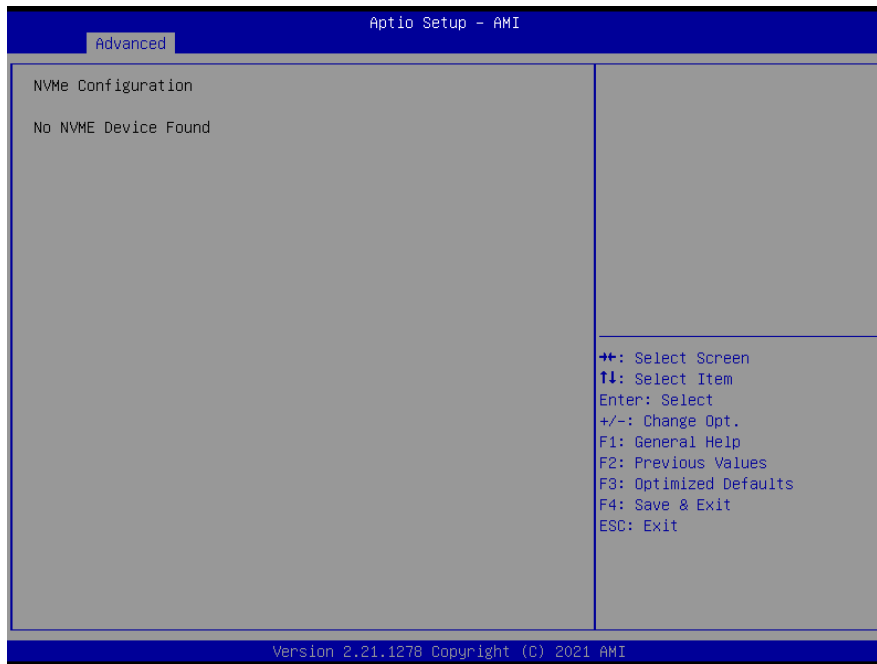 Aptio Setup – AMI
Advanced
NVMe Configuration
No NVME Device Found
→←: Select Screen
↑↓: Select Item
Enter: Select
+/-: Change Opt.
F1: General Help
F2: Previous Values
F3: Optimized Defaults
F4: Save & Exit
ESC: Exit
Version 2.21.1278 Copyright (C) 2021 AMI